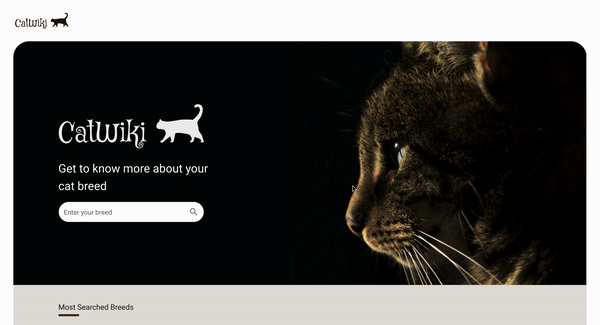 CatWiki
CatWiki
Get to know more about your
cat breed
Enter your breed
Most Searched Breeds